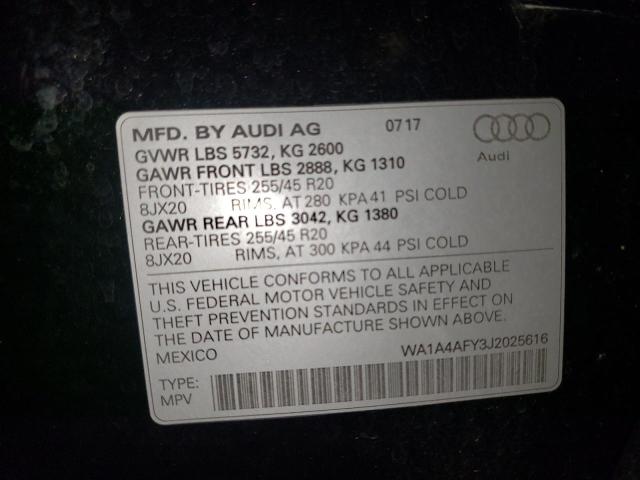 MFD. BY AUDI AG 07 17
GVWR LBS 5732, KG 2600
GAWR FRONT LBS 2888, KG 1310
FRONT-TIRES 255/45 R20
8JX20 RIMS, AT 280 KPA 41 PSI COLD
GAWR REAR LBS 3042, KG 1380
REAR-TIRES 255/45 R20
8JX20 RIMS, AT 300 KPA 44 PSI COLD
Audi
THIS VEHICLE CONFORMS TO ALL APPLICABLE
U.S. FEDERAL MOTOR VEHICLE SAFETY AND
THEFT PREVENTION STANDARDS IN EFFECT ON
THE DATE OF MANUFACTURE SHOWN ABOVE.
MEXICO WA1A4AFY3J2025616
TYPE:
MPV